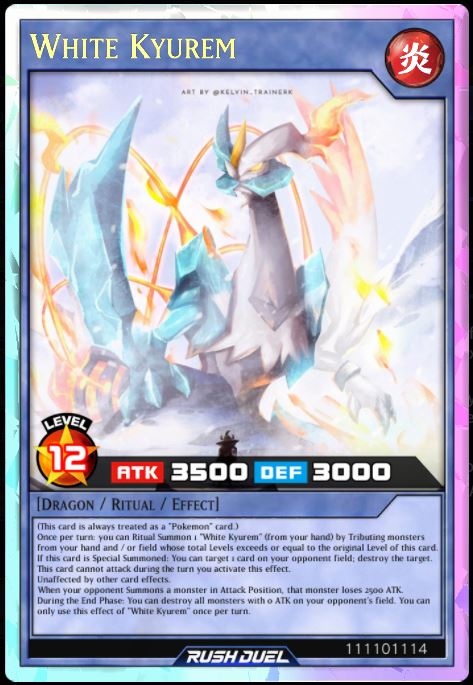 White Kyurem
炎
ART BY @KELVIN_TRAINERK
LEVEL
12
ATK 3500 DEF 3000
[Dragon / Ritual / Effect]
(This card is always treated as a "Pokemon" card.)
Once per turn: you can Ritual Summon 1 "White Kyurem" (from your hand) by Tributing monsters
from your hand and / or field whose total Levels exceeds or equal to the original Level of this card.
If this card is Special Summoned: You can target 1 card on your opponent field; destroy the target.
This card cannot attack during the turn you activate this effect.
Unaffected by other card effects.
When your opponent Summons a monster in Attack Position, that monster loses 2500 ATK.
During the End Phase: You can destroy all monsters with 0 ATK on your opponent's field. You can
only use this effect of "White Kyurem" once per turn.
111101114
RUSH DUEL